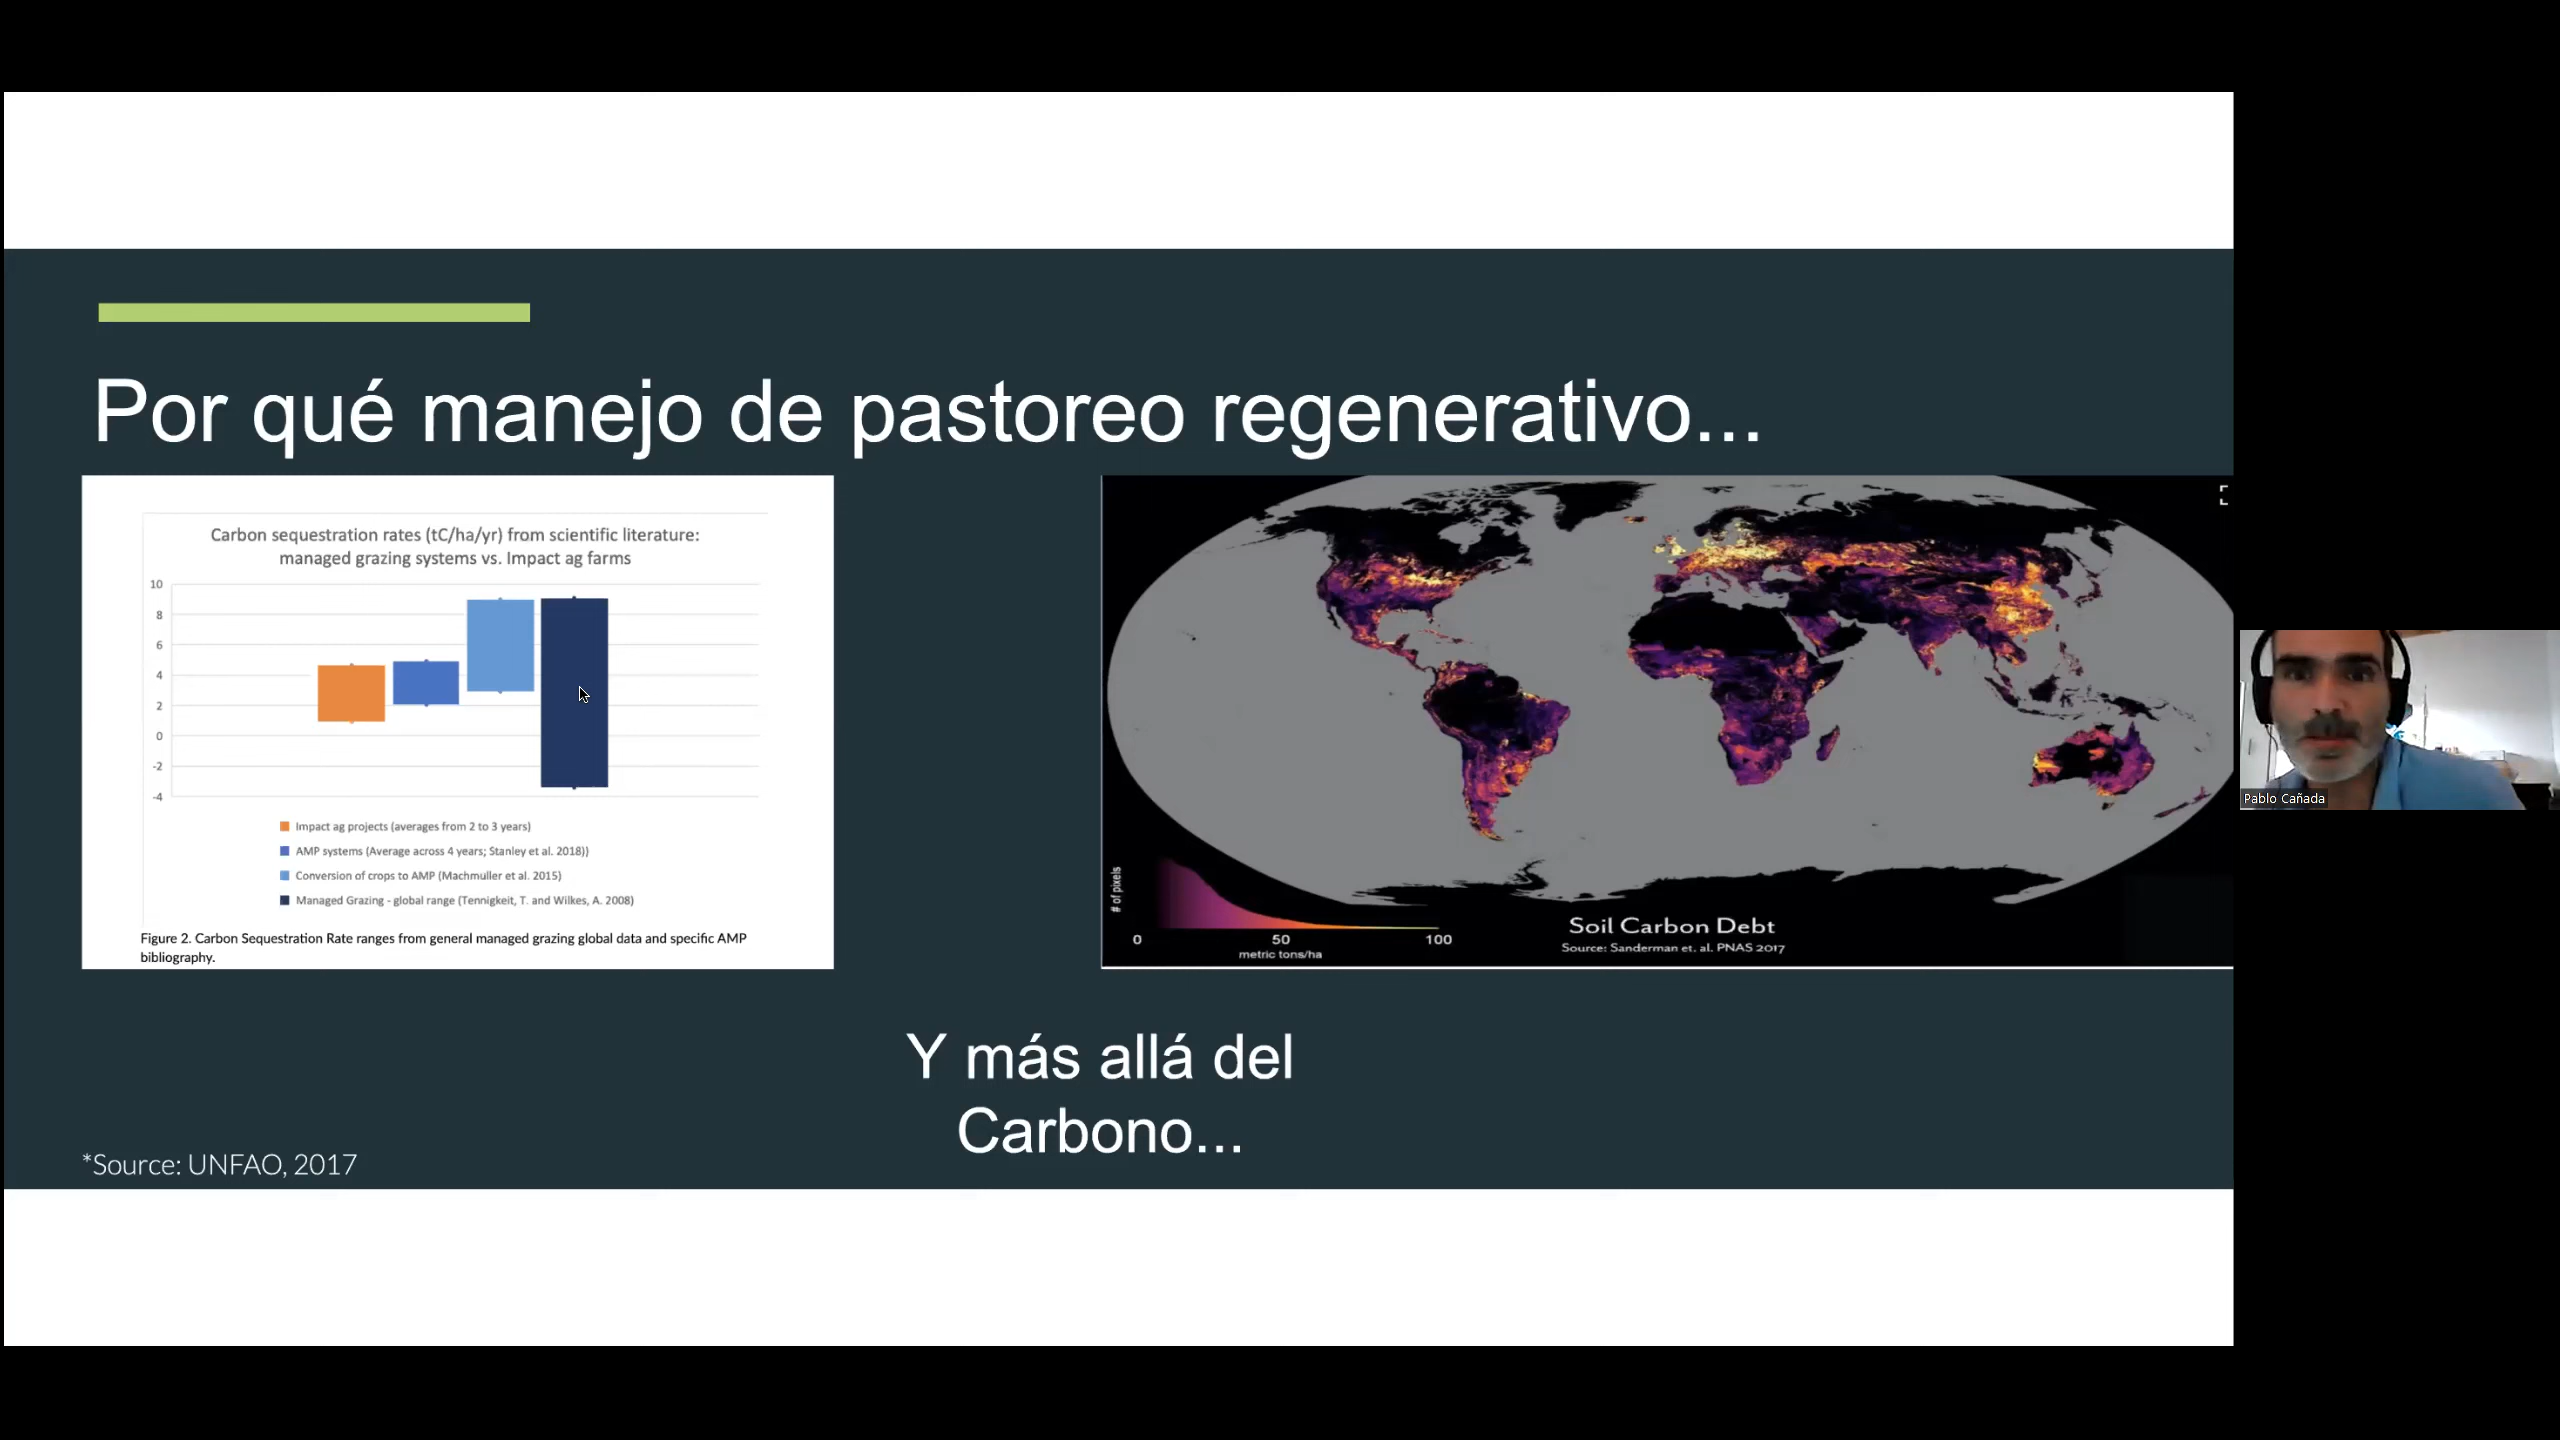 Por qué manejo de pastoreo regenerativo...
Carbon sequestration rates (tC/ha/yr) from scientific literature:
managed grazing systems vs. Impact ag farms
10
8
6
4
2
0
-2
-4
Impact ag projects (averages from 2 to 3 years)
AMP systems (Average across 4 years; Stanley et al. 2018))
Conversion of crops to AMP (Machmuller et al. 2015)
Managed Grazing - global range (Tennigkeit, T. and Wilkes, A. 2008)
Figure 2. Carbon Sequestration Rate ranges from general managed grazing global data and specific AMP
bibliography.
# of pixels
0 50 100
metric tons/ha
Soil Carbon Debt
Source: Sanderman et. al. PNAS 2017
Pablo Cañada
Y más allá del
Carbono...
*Source: UNFAO, 2017